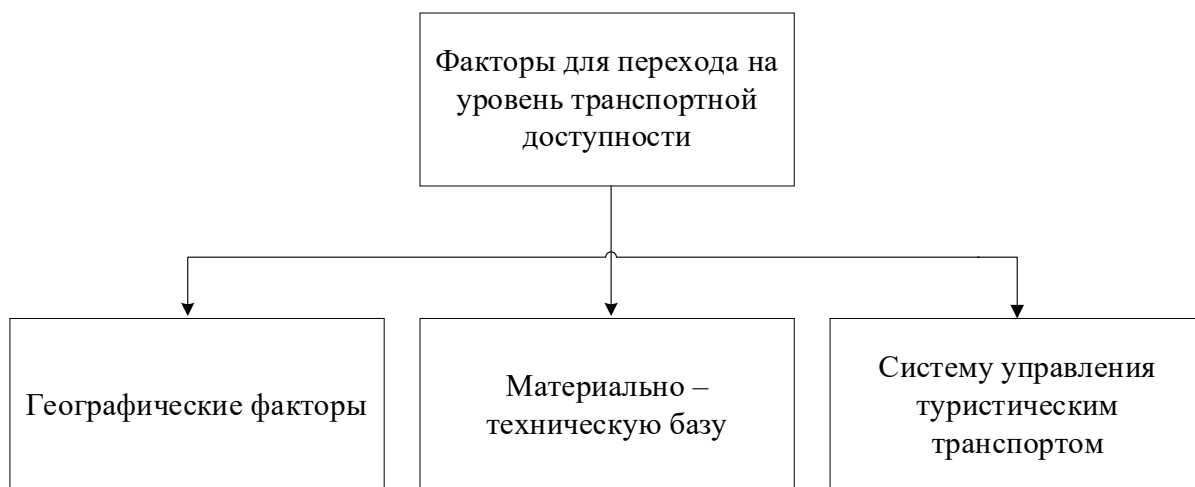 Факторы для перехода на
уровень транспортной
доступности
Географические факторы
Материально –
техническую базу
Систему управления
туристическим
транспортом